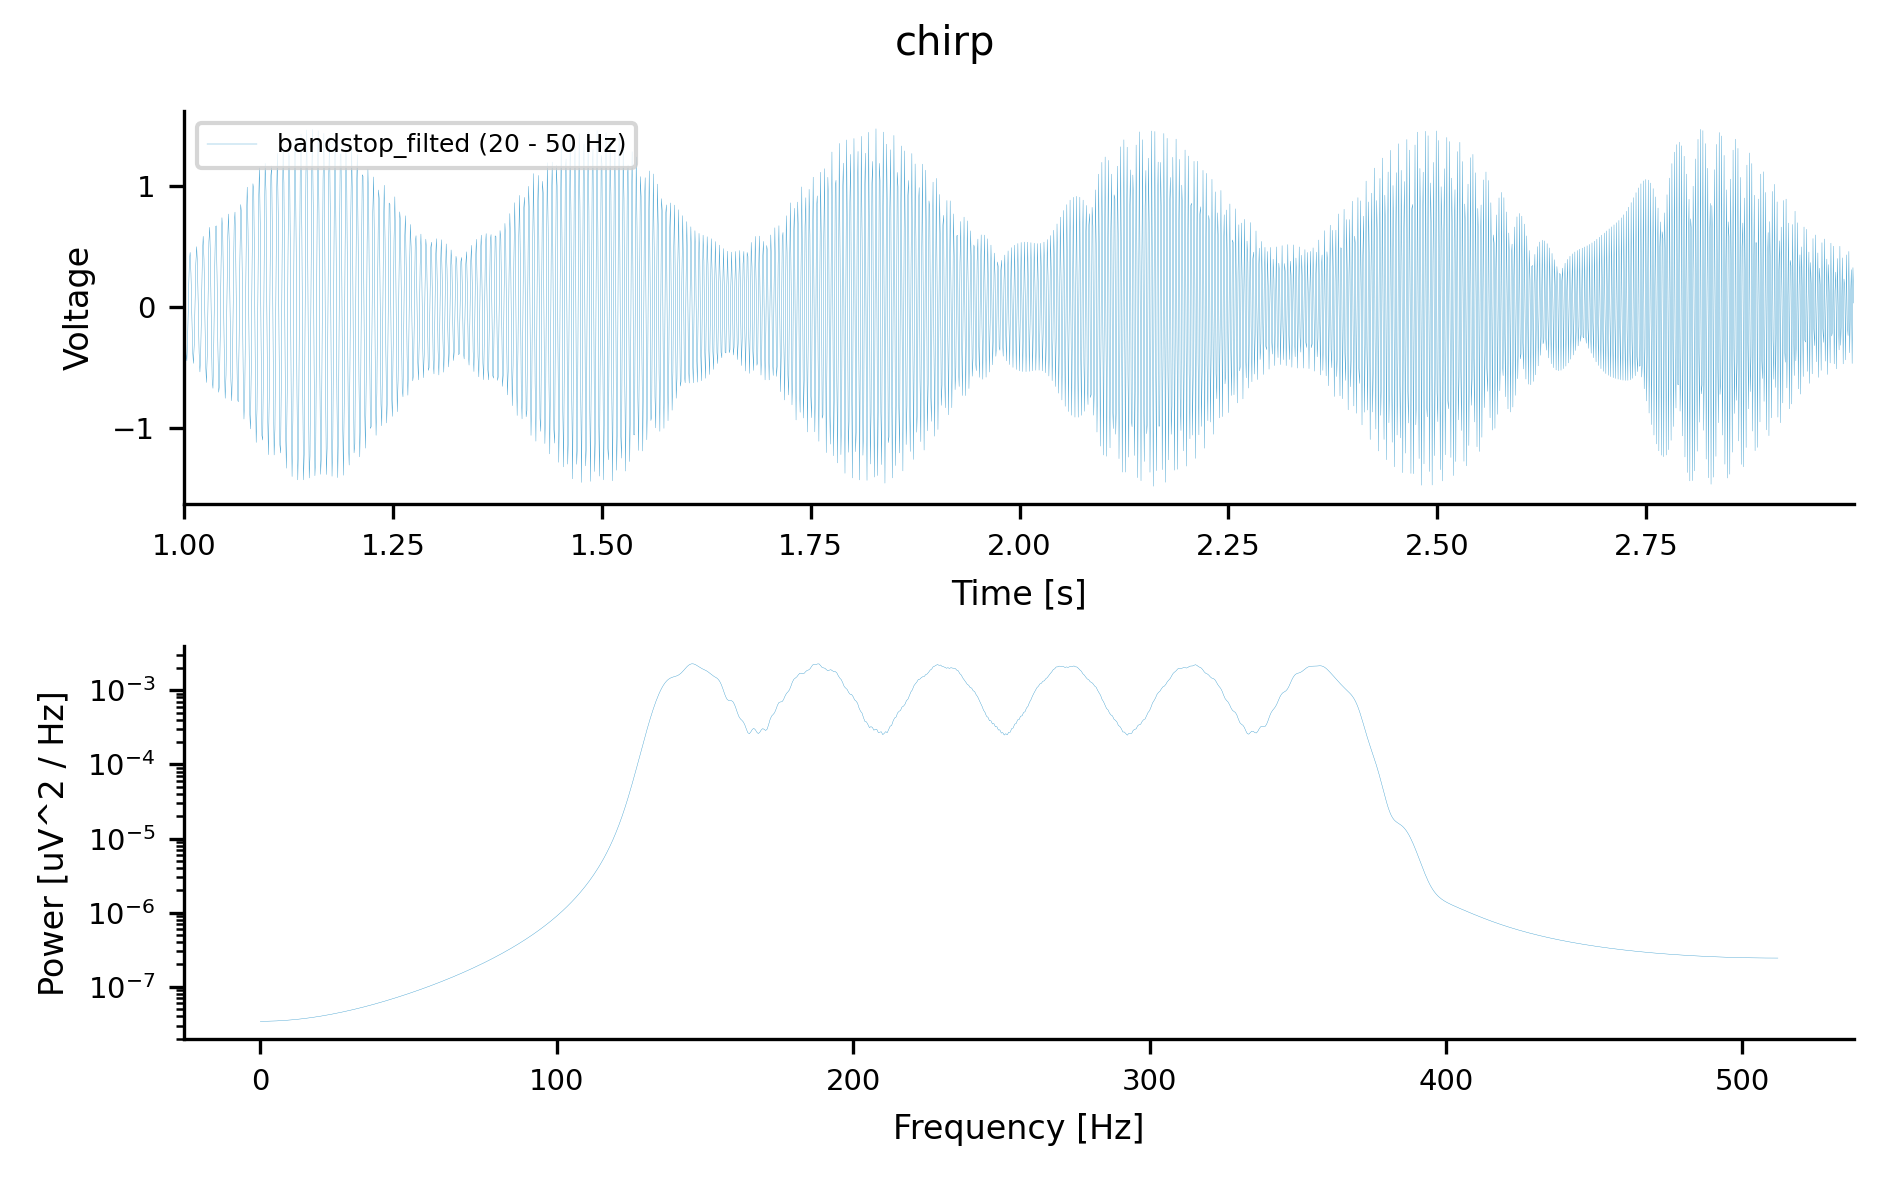 chirp
bandstop_filted (20 - 50 Hz)
Voltage
1
0
−1
1.00 1.25 1.50 1.75 2.00 2.25 2.50 2.75
Time [s]
Power [uV^2 / Hz]
10⁻³
10⁻⁴
10⁻⁵
10⁻⁶
10⁻⁷
0 100 200 300 400 500
Frequency [Hz]